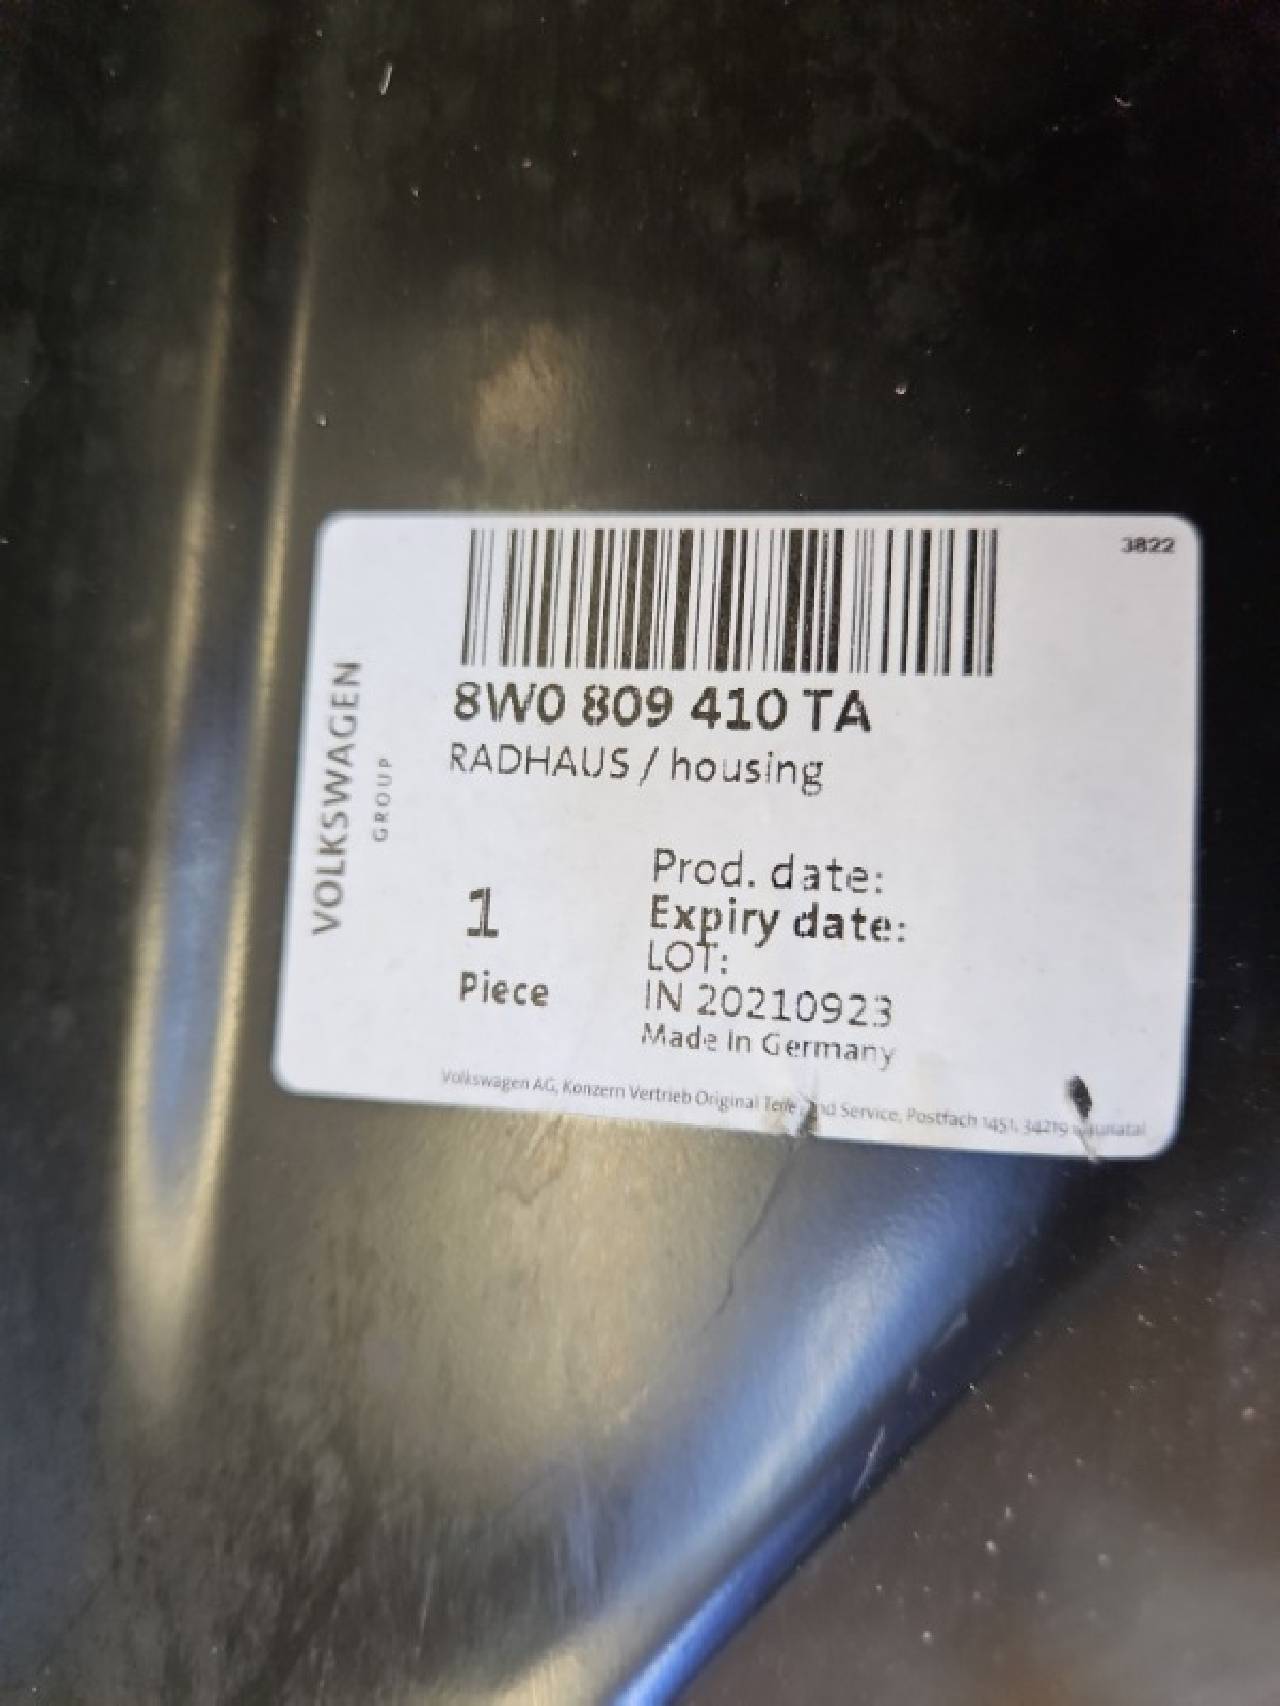 3822
VOLKSWAGEN
GROUP
8W0 809 410 TA
RADHAUS / housing
1
Piece
Prod. date:
Expiry date:
LOT:
IN 20210923
Made In Germany
Volkswagen AG, Konzern Vertrieb Original Teile und Service, Postfach 1451, 34219